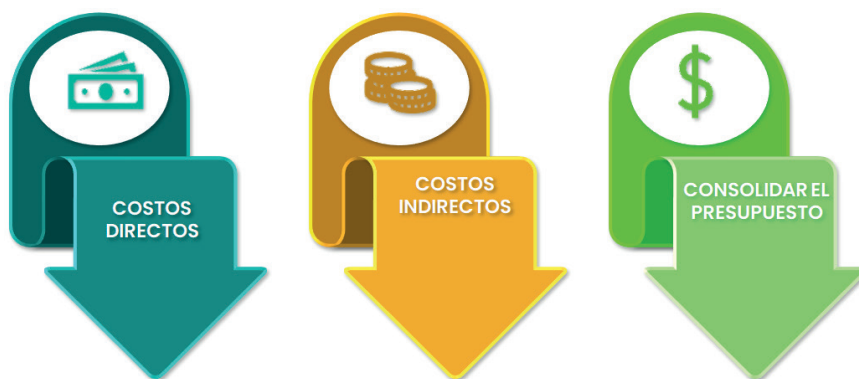 COSTOS
DIRECTOS
COSTOS
INDIRECTOS
CONSOLIDAR EL
PRESUPUESTO